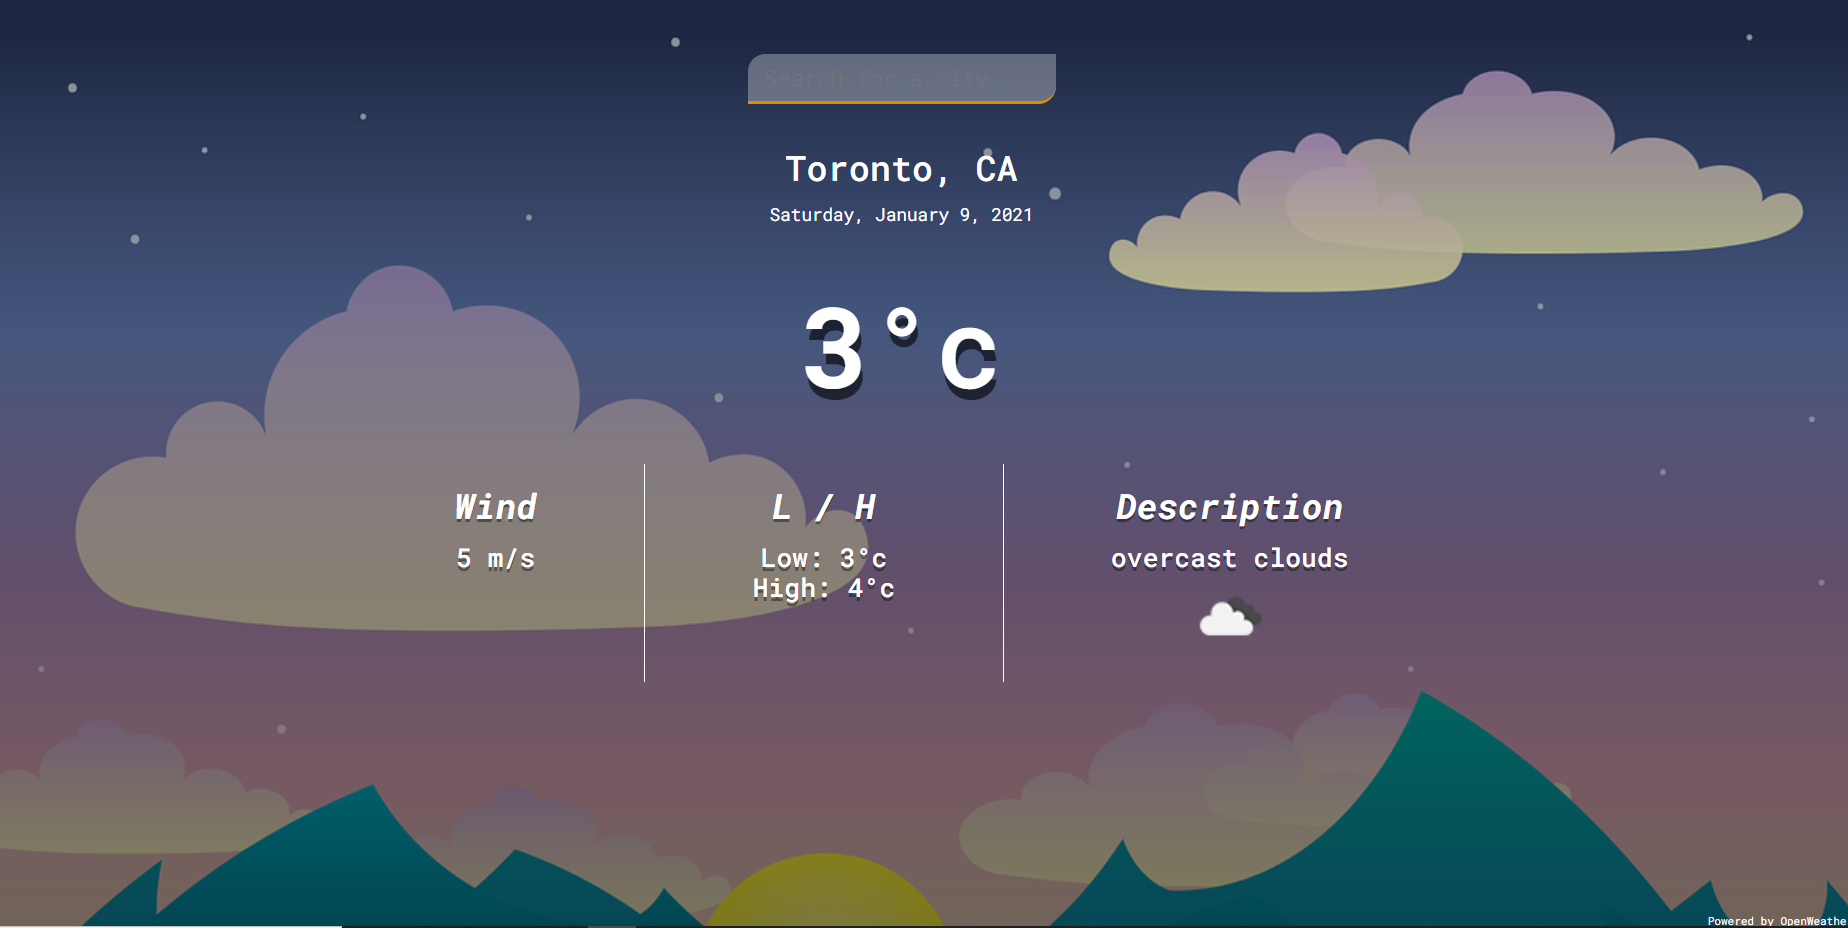 Search for a city...
Toronto, CA
Saturday, January 9, 2021
3°c
Wind
5 m/s
L / H
Low: 3°c
High: 4°c
Description
overcast clouds
Powered by OpenWeathe